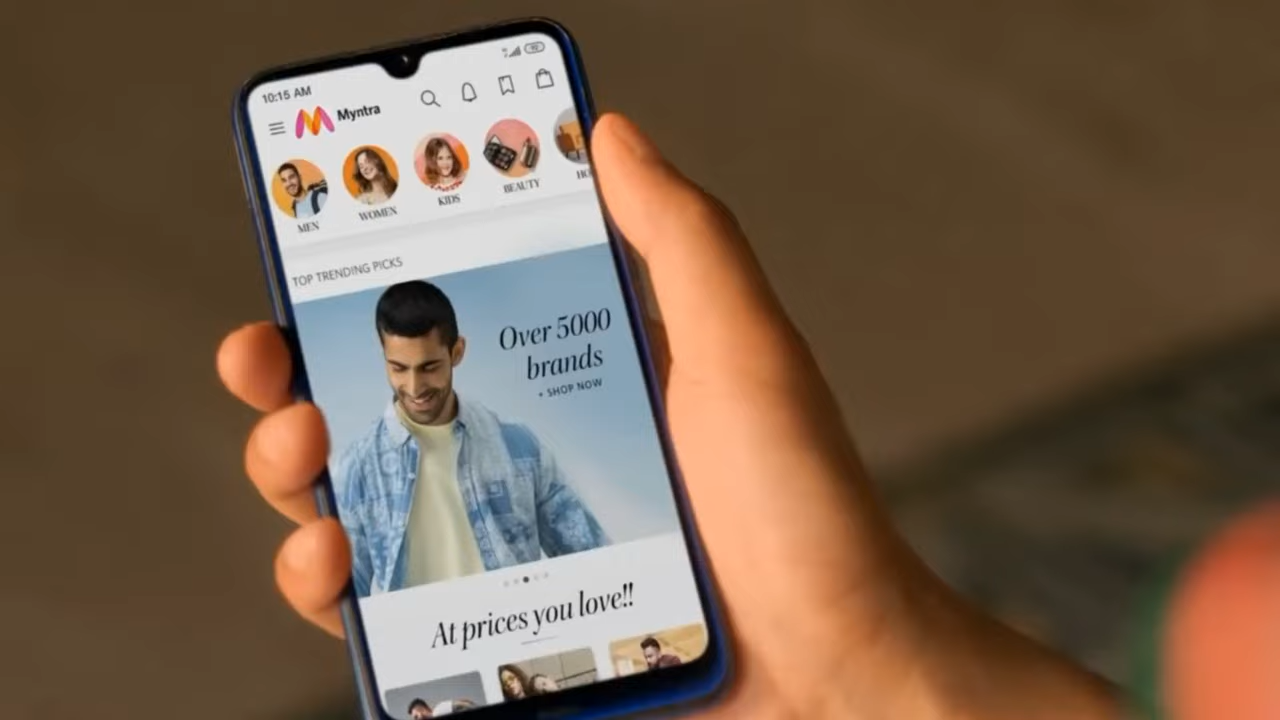 10:15 AM
Myntra
MEN
WOMEN
KIDS
BEAUTY
HO
TOP TRENDING PICKS
Over 5000
brands
+ SHOP NOW
At prices you love!!